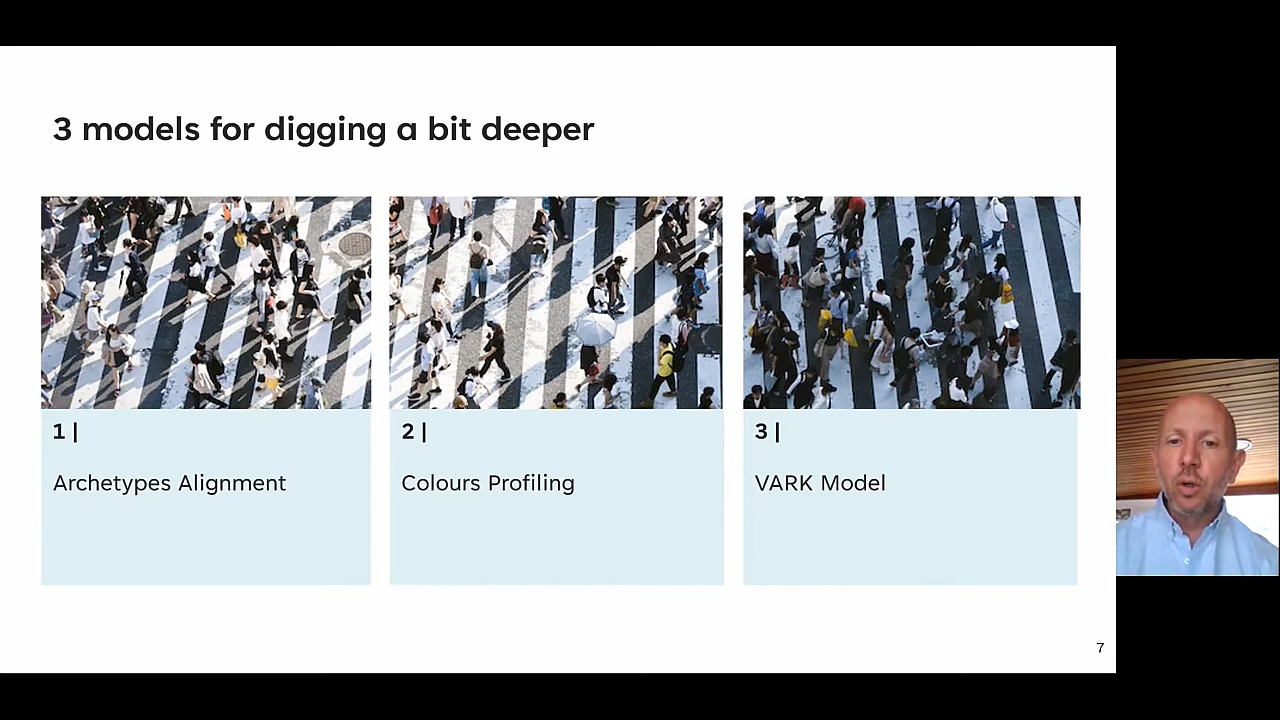 3 models for digging a bit deeper
1 |
Archetypes Alignment
2 |
Colours Profiling
3 |
VARK Model
7